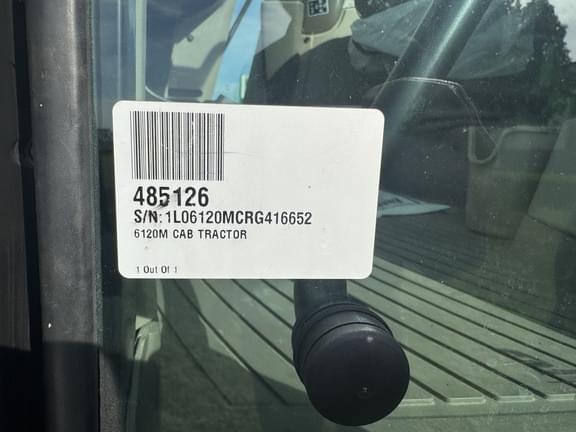 485126
S/N:1L06120MCRG416652
6120M CAB TRACTOR
1 Out Of 1